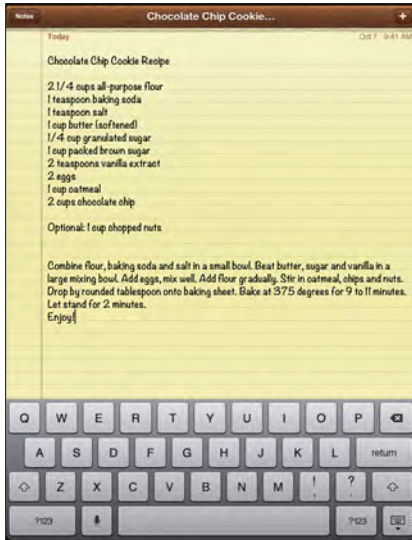 Notes
Chocolate Chip Cookie...
+
Today
Oct 7 9:41 AM
Chocolate Chip Cookie Recipe
2 1/4 cups all-purpose flour
1 teaspoon baking soda
1 teaspoon salt
1 cup butter (softened)
1/4 cup granulated sugar
1 cup packed brown sugar
2 teaspoons vanilla extract
2 eggs
1 cup oatmeal
2 cups chocolate chip
Optional: 1 cup chopped nuts
Combine flour, baking soda and salt in a small bowl. Beat butter, sugar and vanilla in a
large mixing bowl. Add eggs, mix well. Add flour gradually. Stir in oatmeal, chips and nuts.
Drop by rounded tablespoon onto baking sheet. Bake at 375 degrees for 9 to 11 minutes.
Let stand for 2 minutes.
Enjoy!
Q W E R T Y U I O P
A S D F G H J K L return
Z X C V B N M ! , ? .
.?123 .?123